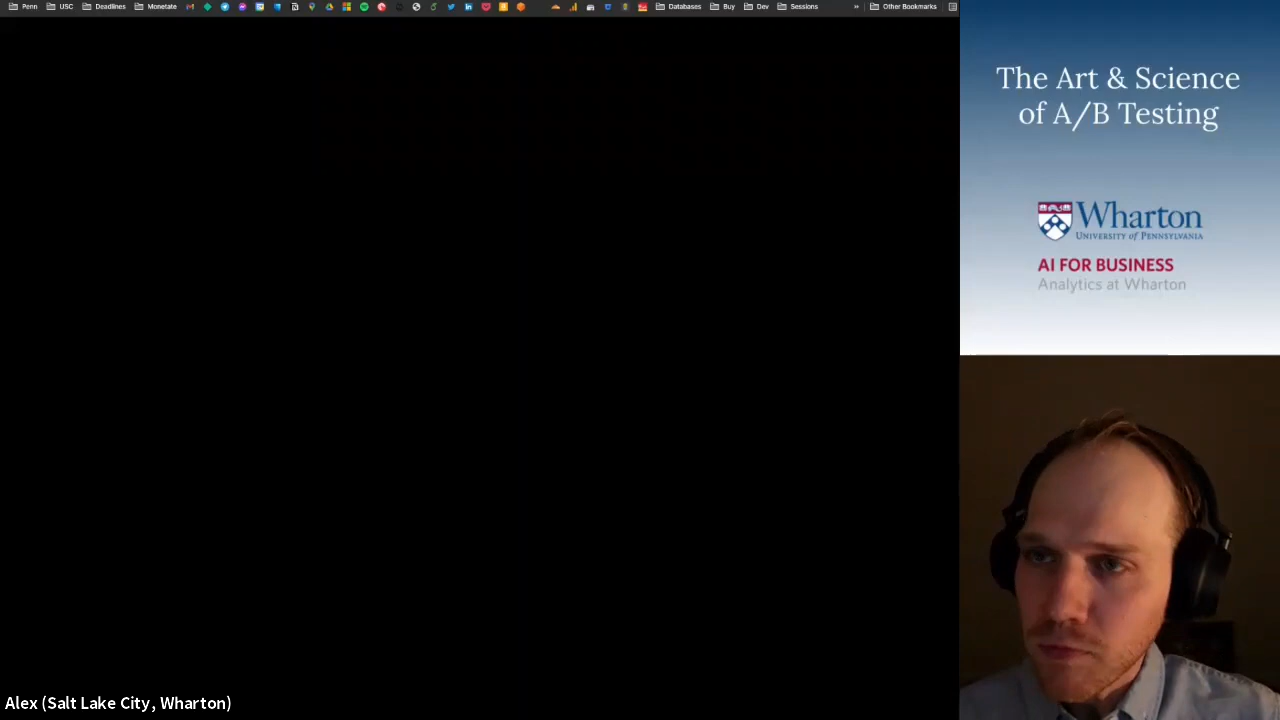 Penn USC Deadlines Monetate Databases Buy Dev Sessions » Other Bookmarks
The Art & Science
of A/B Testing
Wharton
UNIVERSITY of PENNSYLVANIA
AI FOR BUSINESS
Analytics at Wharton
Alex (Salt Lake City, Wharton)